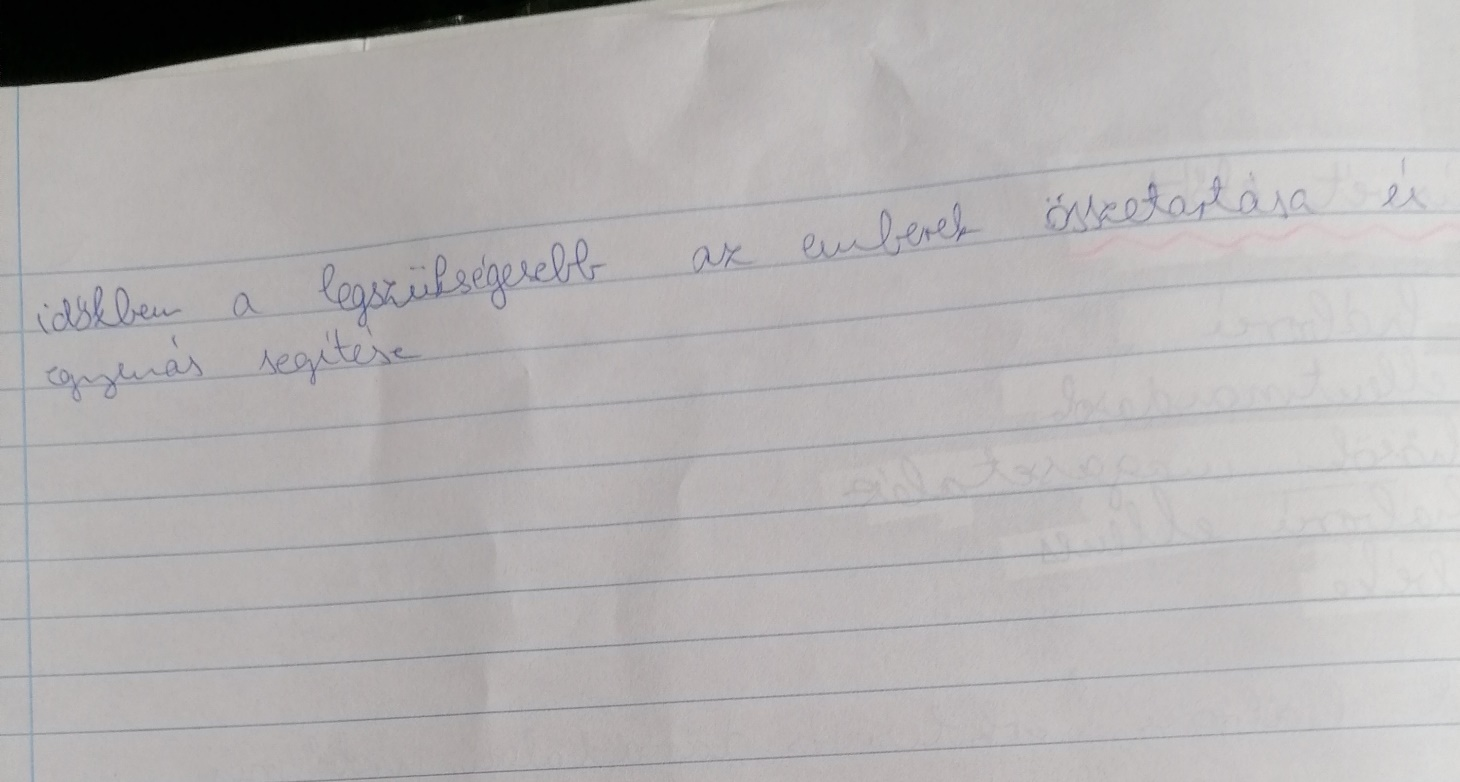 időkben a legszükségesebb az emberek összetartása és
egymás segítése